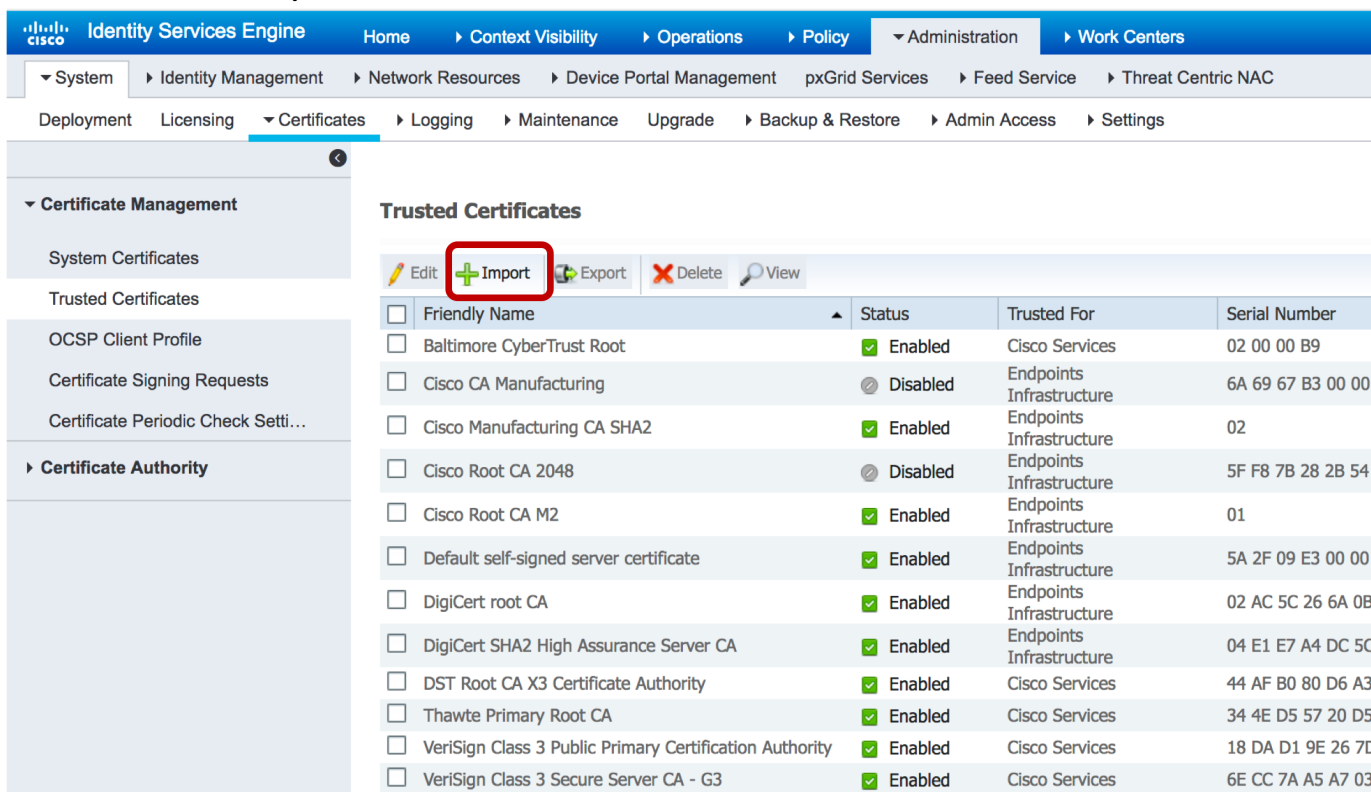 cisco Identity Services Engine Home Context Visibility Operations Policy Administration Work Centers
System Identity Management Network Resources Device Portal Management pxGrid Services Feed Service Threat Centric NAC
Deployment Licensing Certificates Logging Maintenance Upgrade Backup & Restore Admin Access Settings
Certificate Management
System Certificates
Trusted Certificates
OCSP Client Profile
Certificate Signing Requests
Certificate Periodic Check Setti...
Certificate Authority
Trusted Certificates
Edit Import Export Delete View
Friendly Name Status Trusted For Serial Number
Baltimore CyberTrust Root Enabled Cisco Services 02 00 00 B9
Cisco CA Manufacturing Disabled Endpoints Infrastructure 6A 69 67 B3 00 00
Cisco Manufacturing CA SHA2 Enabled Endpoints Infrastructure 02
Cisco Root CA 2048 Disabled Endpoints Infrastructure 5F F8 7B 28 2B 54
Cisco Root CA M2 Enabled Endpoints Infrastructure 01
Default self-signed server certificate Enabled Endpoints Infrastructure 5A 2F 09 E3 00 00
DigiCert root CA Enabled Endpoints Infrastructure 02 AC 5C 26 6A 0B
DigiCert SHA2 High Assurance Server CA Enabled Endpoints Infrastructure 04 E1 E7 A4 DC 5C
DST Root CA X3 Certificate Authority Enabled Cisco Services 44 AF B0 80 D6 A3
Thawte Primary Root CA Enabled Cisco Services 34 4E D5 57 20 D5
VeriSign Class 3 Public Primary Certification Authority Enabled Cisco Services 18 DA D1 9E 26 7D
VeriSign Class 3 Secure Server CA - G3 Enabled Cisco Services 6E CC 7A A5 A7 03